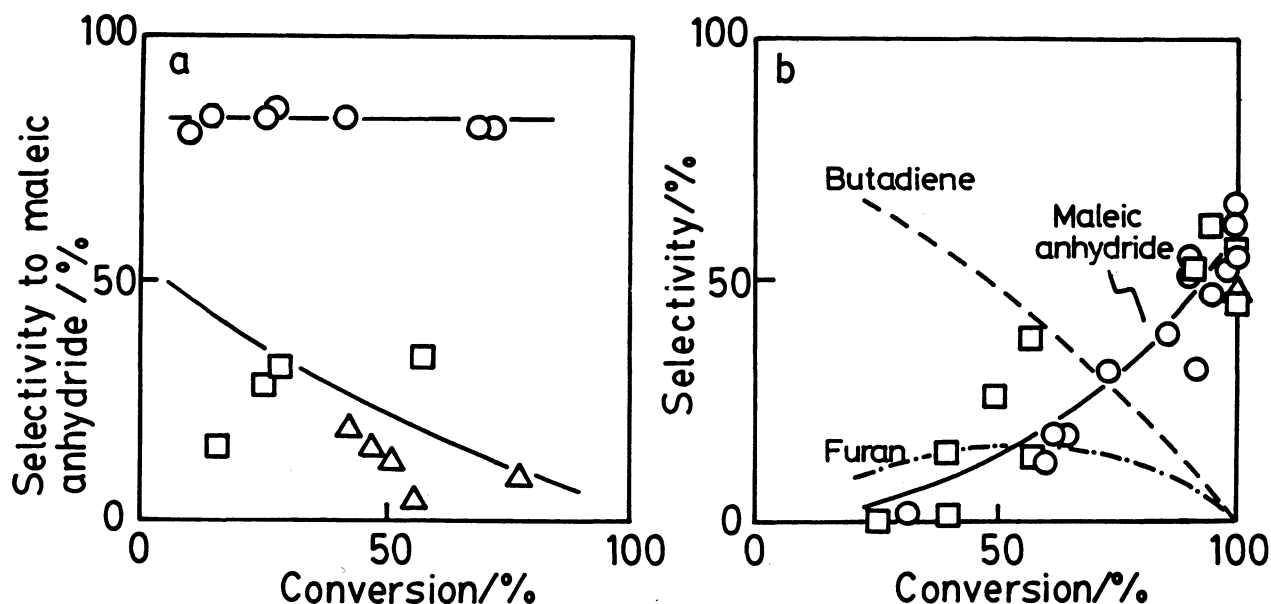 100
a
Selectivity to maleic
anhydride /%
50
0
0
50
100
Conversion/%
100
b
Selectivity/%
Butadiene
Maleic
anhydride
50
Furan
0
0
50
100
Conversion/%